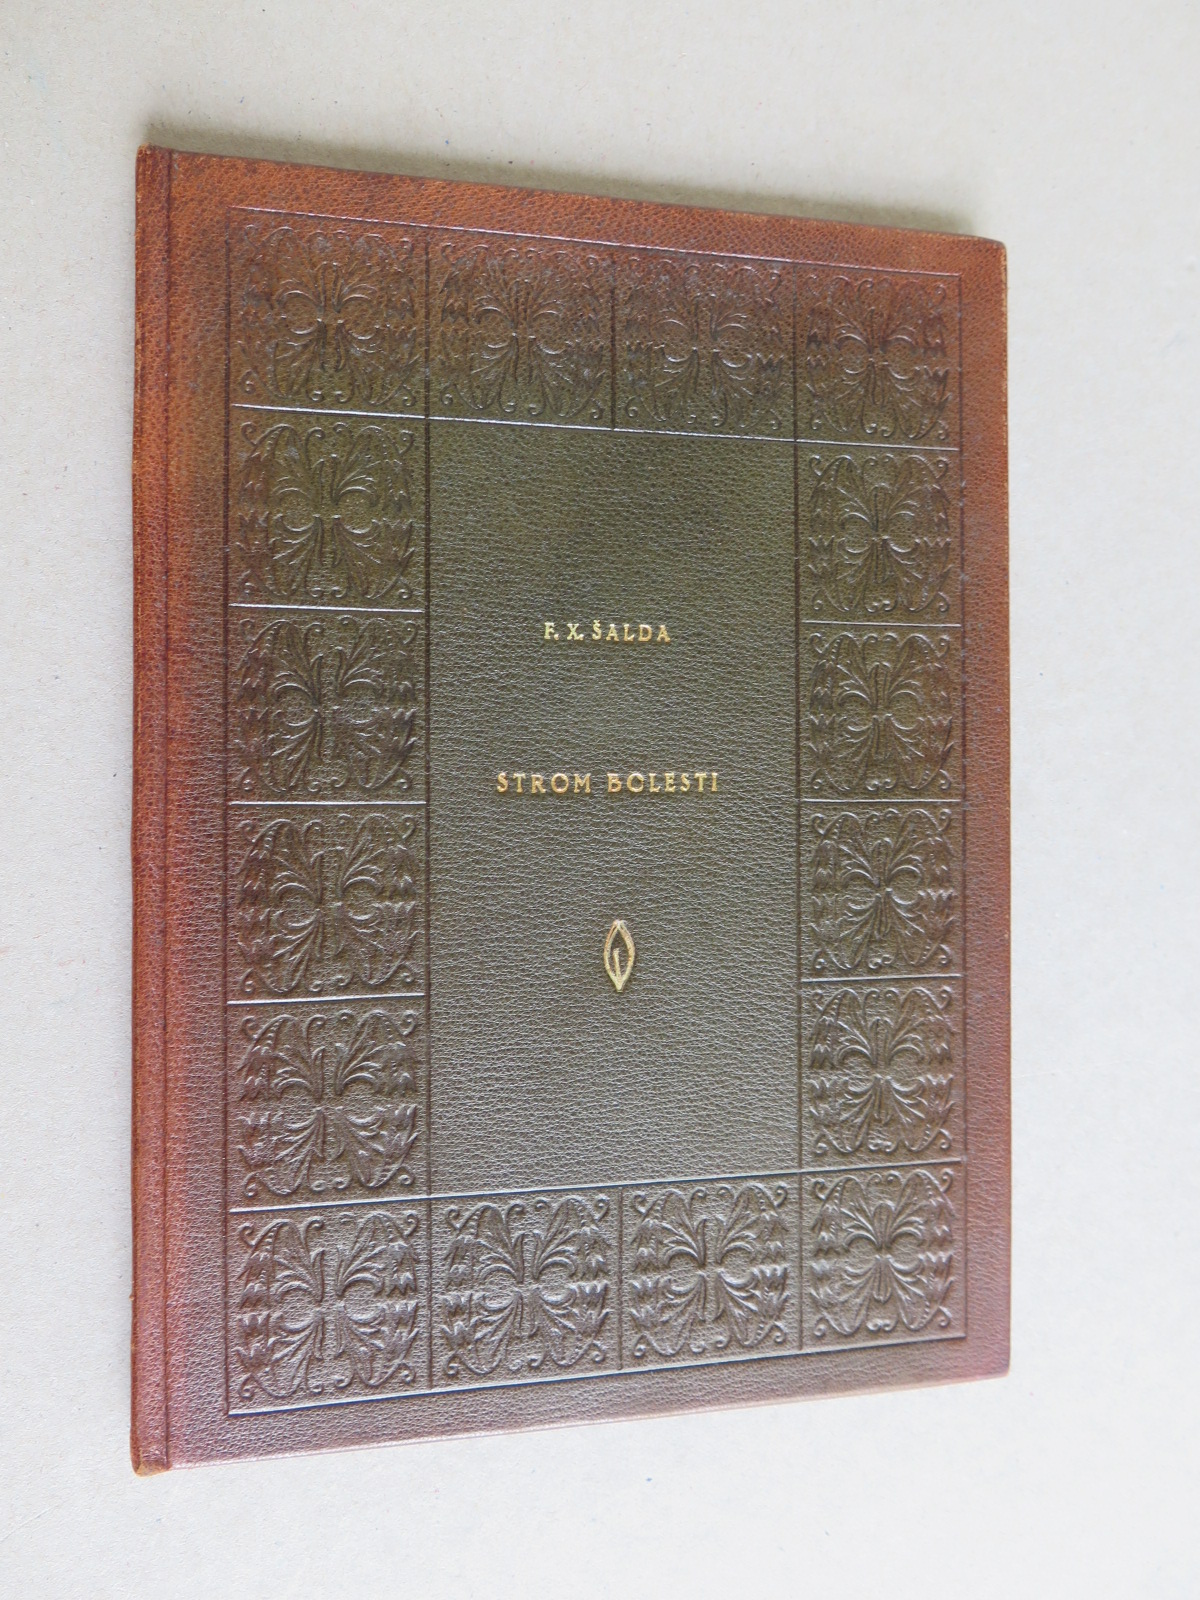 F. X. ŠALDA
STROM BOLESTI